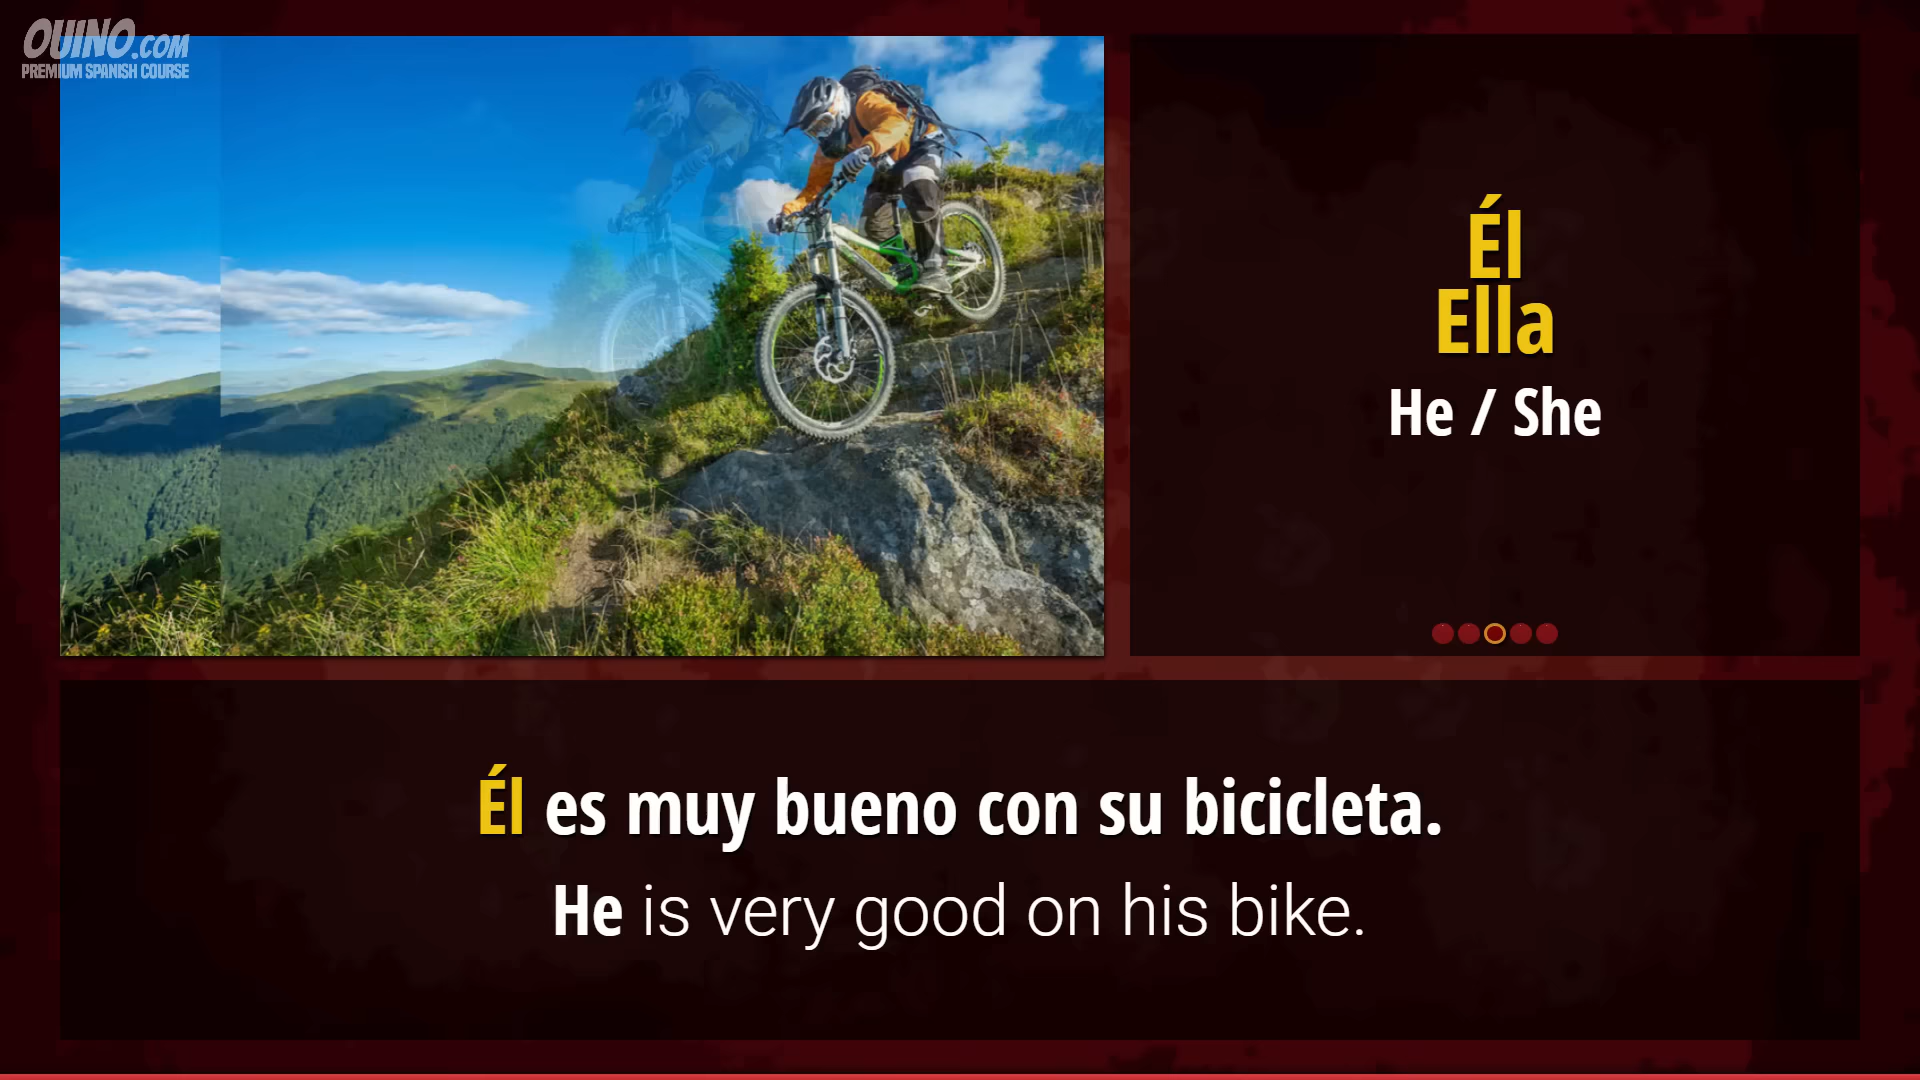 OUINO.COM
PREMIUM SPANISH COURSE
Él
Ella
He / She
Él es muy bueno con su bicicleta.
He is very good on his bike.